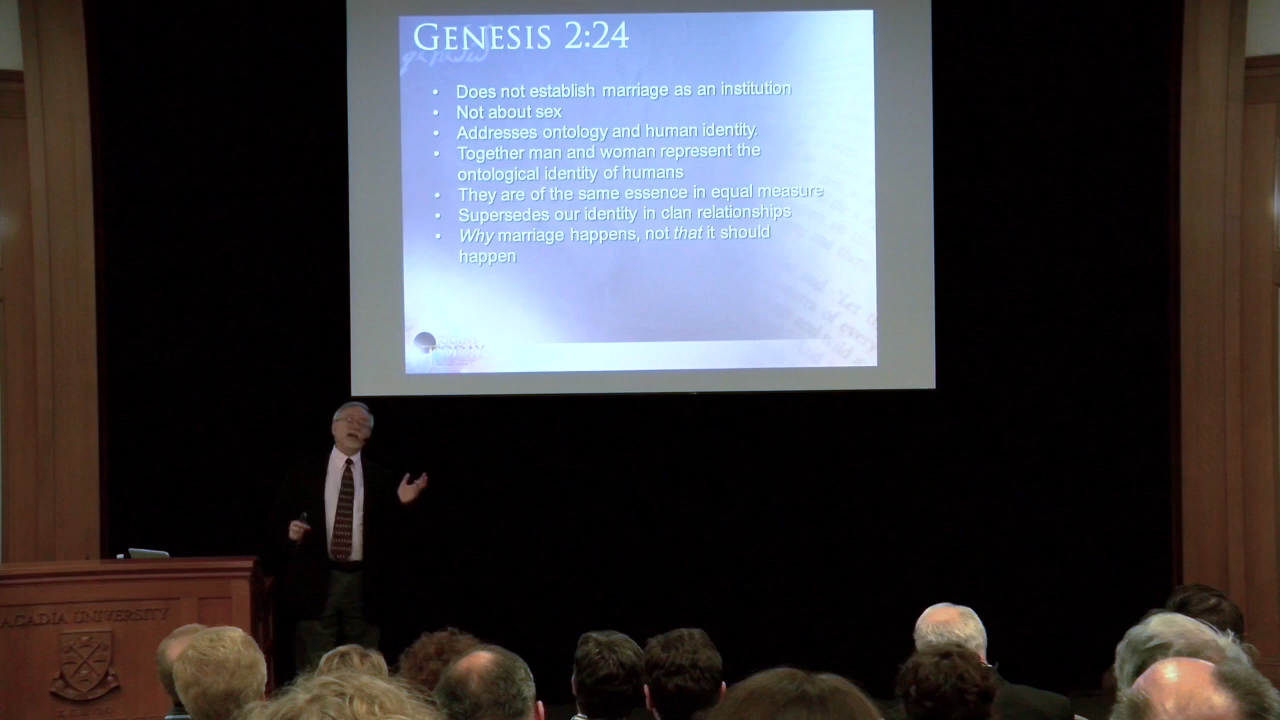 GENESIS 2:24
• Does not establish marriage as an institution
• Not about sex
• Addresses ontology and human identity.
• Together man and woman represent the
ontological identity of humans
• They are of the same essence in equal measure
• Supersedes our identity in clan relationships
• Why marriage happens, not that it should
happen
TODAY
ACADIA UNIVERSITY